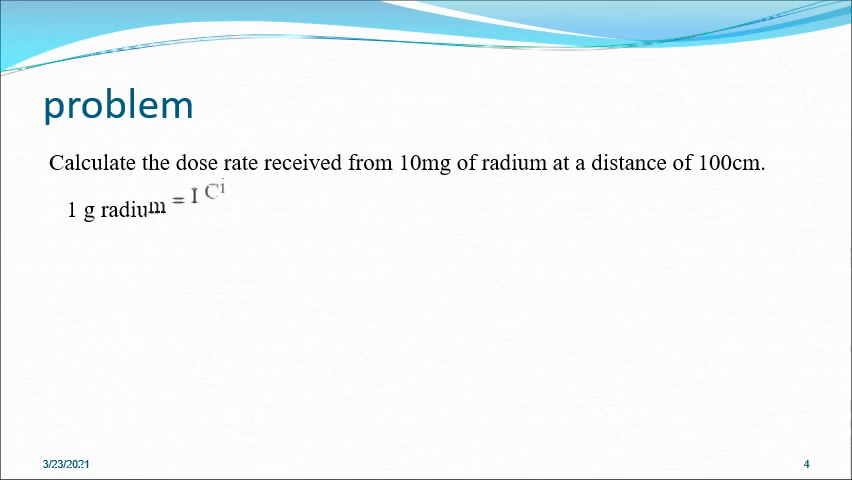 problem
Calculate the dose rate received from 10mg of radium at a distance of 100cm.
1 g radium = 1 Ci
3/23/2021
4